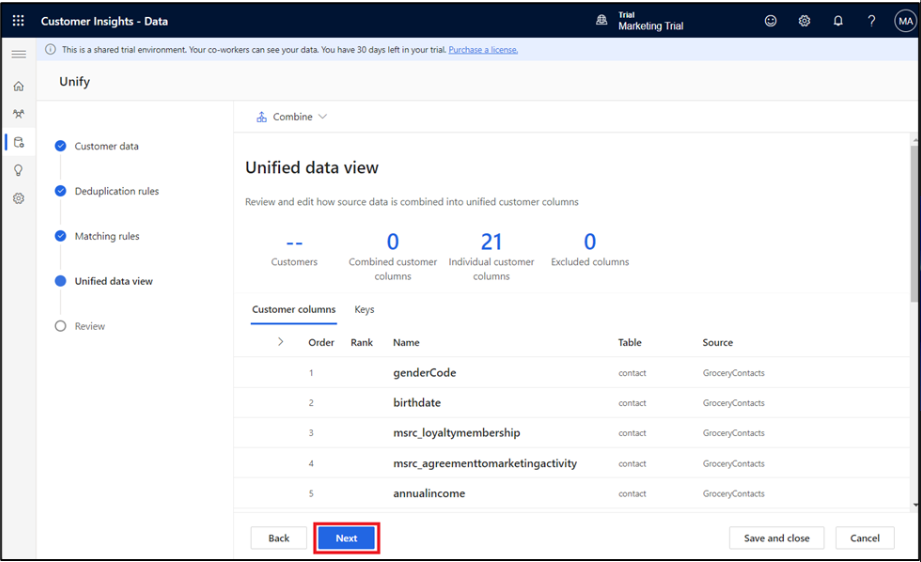 Customer Insights - Data
Trial
Marketing Trial
?
MA
This is a shared trial environment. Your co-workers can see your data. You have 30 days left in your trial. Purchase a license.
Unify
Combine
Customer data
Deduplication rules
Matching rules
Unified data view
Review
Unified data view
Review and edit how source data is combined into unified customer columns
-- 0 21 0
Customers Combined customer Individual customer Excluded columns
columns columns
Customer columns Keys
Order Rank Name Table Source
1 genderCode contact GroceryContacts
2 birthdate contact GroceryContacts
3 msrc_loyaltymembership contact GroceryContacts
4 msrc_agreementtomarketingactivity contact GroceryContacts
5 annualincome contact GroceryContacts
Back Next Save and close Cancel